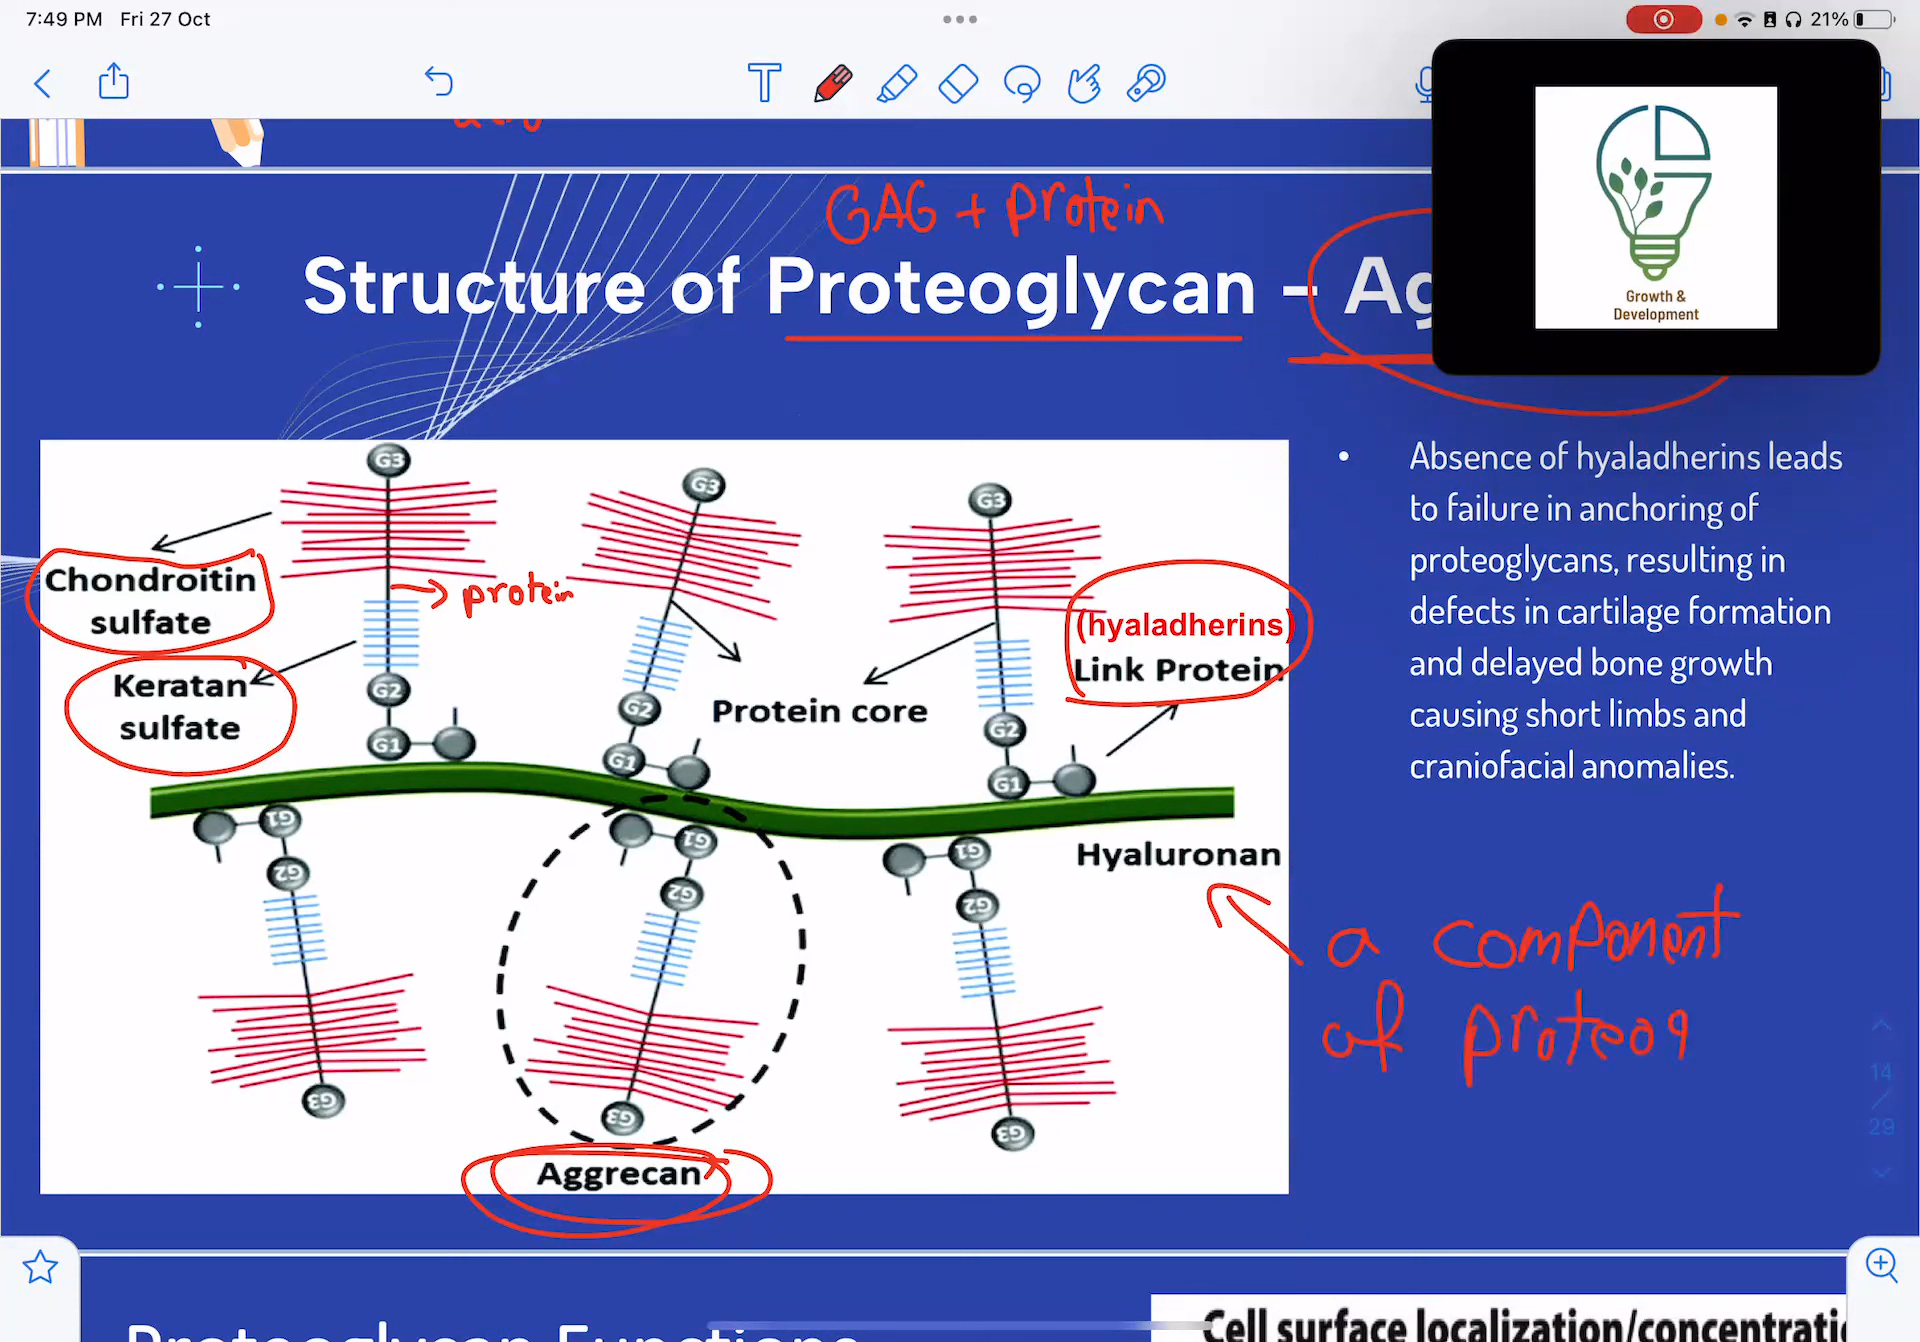 7:49 PM Fri 27 Oct
21%
GAG + protein
Structure of Proteoglycan – Ag
Growth &
Development
G3
G3
G3
Chondroitin
sulfate
protein
Keratan
sulfate
G2
G1
G2
G1
Protein core
(hyaladherins)
Link Protein
G2
G1
G1
G2
G3
G1
G2
G3
G1
G2
G3
Hyaluronan
Aggrecan
• Absence of hyaladherins leads
to failure in anchoring of
proteoglycans, resulting in
defects in cartilage formation
and delayed bone growth
causing short limbs and
craniofacial anomalies.
a component
of proteog
14
/
29
Proteoglycan Functions
Cell surface localization/concentrati